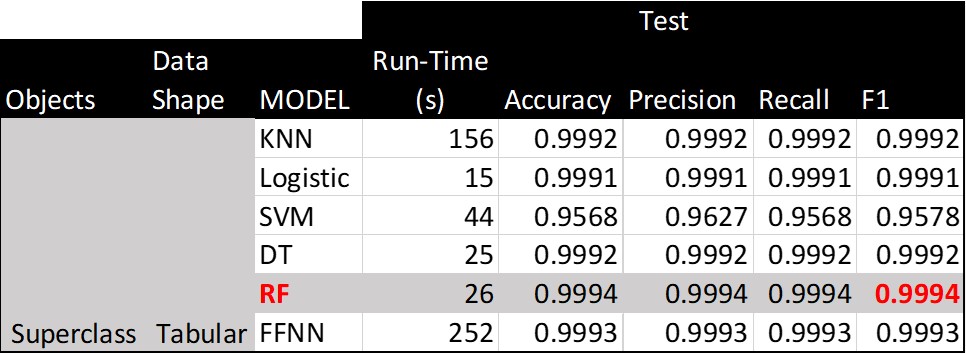 Test
Objects Data Shape MODEL Run-Time (s) Accuracy Precision Recall F1
KNN 156 0.9992 0.9992 0.9992 0.9992
Logistic 15 0.9991 0.9991 0.9991 0.9991
SVM 44 0.9568 0.9627 0.9568 0.9578
DT 25 0.9992 0.9992 0.9992 0.9992
RF 26 0.9994 0.9994 0.9994 0.9994
Superclass Tabular FFNN 252 0.9993 0.9993 0.9993 0.9993